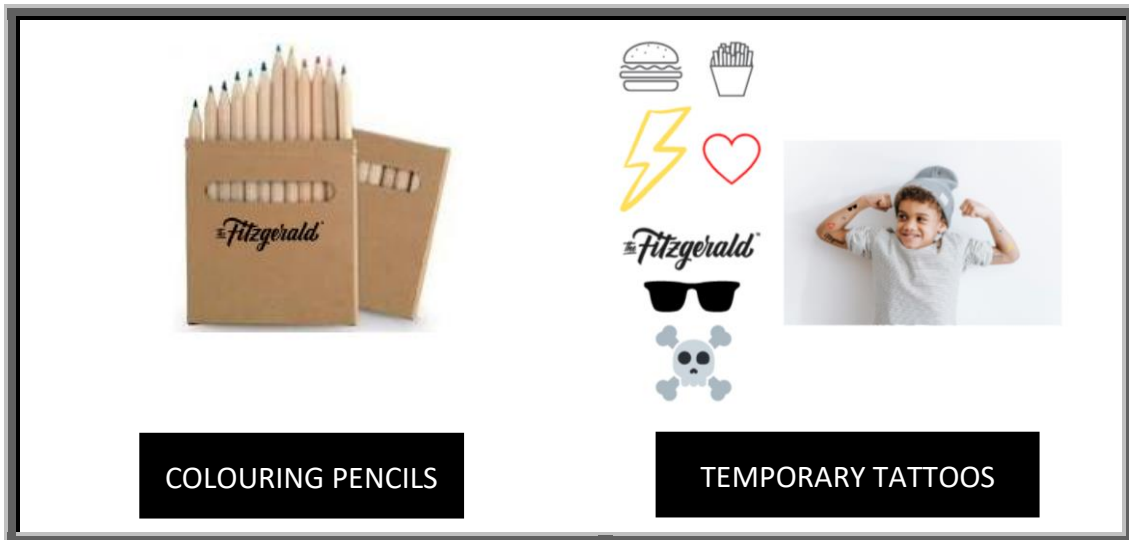 the Fitzgerald
the Fitzgerald
COLOURING PENCILS
TEMPORARY TATTOOS